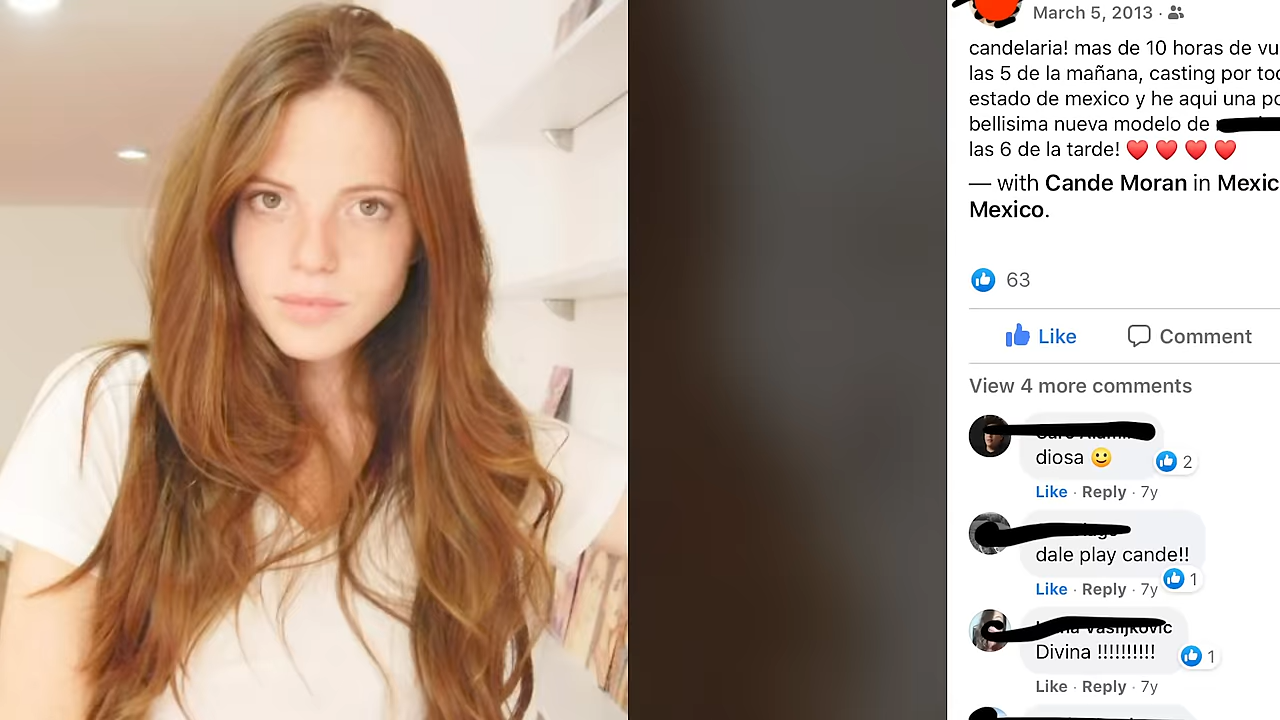 March 5, 2013 ·
candelaria! mas de 10 horas de vu
las 5 de la mañana, casting por toc
estado de mexico y he aqui una po
bellisima nueva modelo de
las 6 de la tarde! ❤️ ❤️ ❤️ ❤️
— with Cande Moran in Mexic
Mexico.
63
Like Comment
View 4 more comments
diosa 🙂
2
Like · Reply · 7y
dale play cande!!
1
Like · Reply · 7y
Divina !!!!!!!!!!
1
Like · Reply · 7y